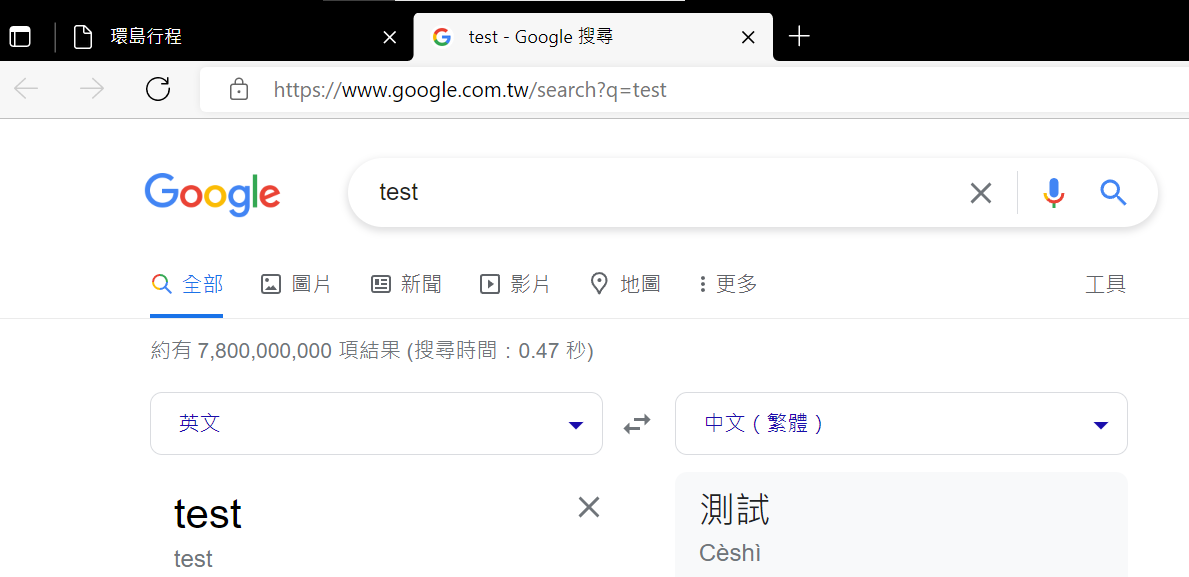 環島行程
test - Google 搜尋
https://www.google.com.tw/search?q=test
Google
test
全部 圖片 新聞 影片 地圖 更多 工具
約有 7,800,000,000 項結果 (搜尋時間：0.47 秒)
英文 中文（繁體）
test
test
測試
Cèshì